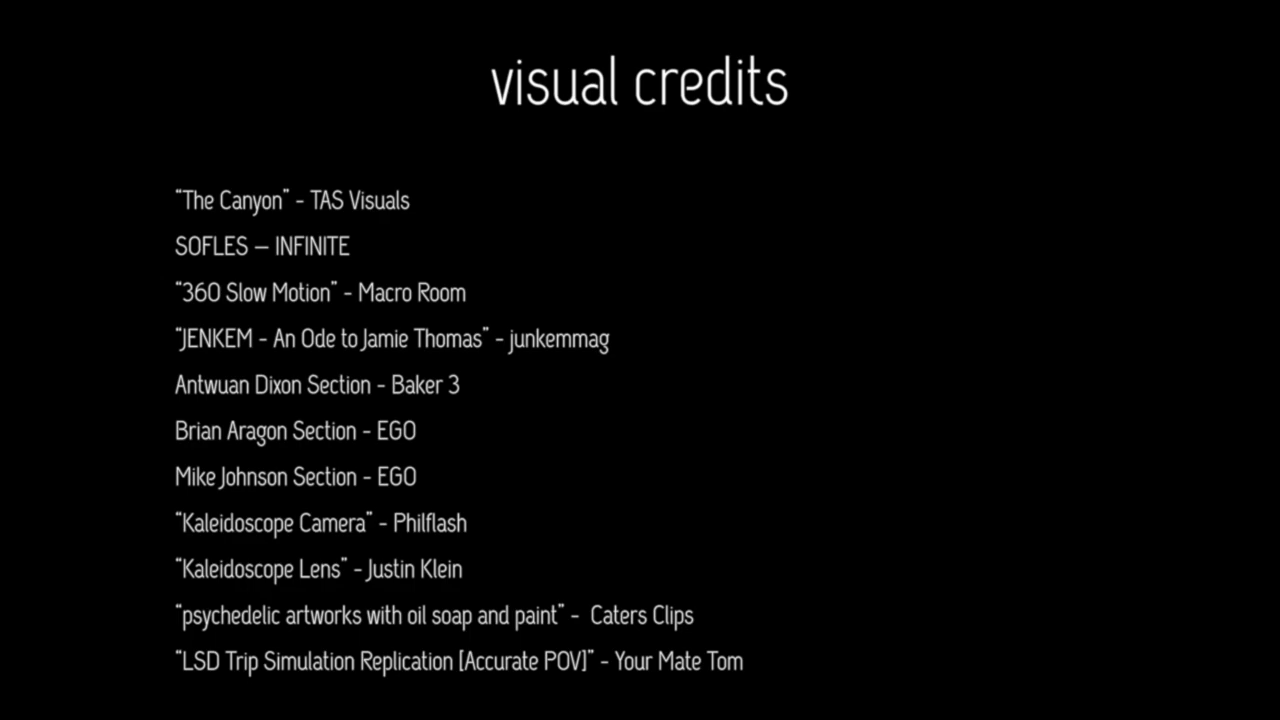 visual credits
“The Canyon” - TAS Visuals
SOFLES – INFINITE
“360 Slow Motion” - Macro Room
“JENKEM - An Ode to Jamie Thomas” - junkemmag
Antwuan Dixon Section - Baker 3
Brian Aragon Section - EGO
Mike Johnson Section - EGO
“Kaleidoscope Camera” - Philflash
“Kaleidoscope Lens” - Justin Klein
“psychedelic artworks with oil soap and paint” - Caters Clips
“LSD Trip Simulation Replication [Accurate POV]” - Your Mate Tom